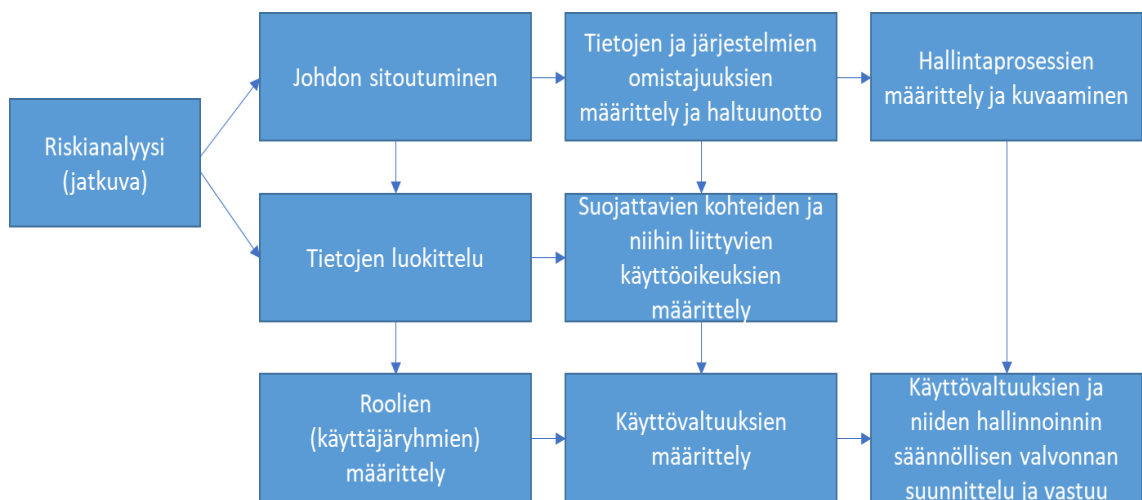 Riskianalyysi
(jatkuva)
Johdon sitoutuminen
Tietojen ja järjestelmien
omistajuuksien
määrittely ja haltuunotto
Hallintaprosessien
määrittely ja kuvaaminen
Tietojen luokittelu
Suojattavien kohteiden ja
niihin liittyvien
käyttöoikeuksien
määrittely
Roolien
(käyttäjäryhmien)
määrittely
Käyttövaltuuksien
määrittely
Käyttövaltuuksien ja
niiden hallinnoinnin
säännöllisen valvonnan
suunnittelu ja vastuu